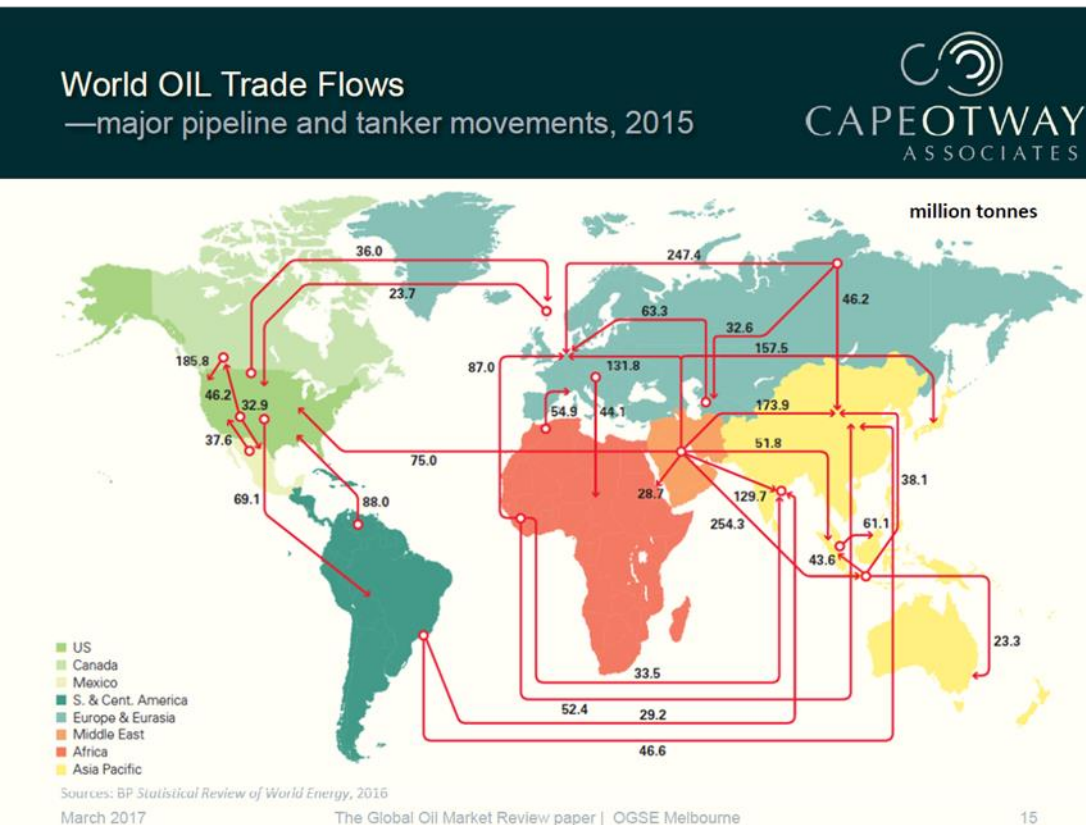 World OIL Trade Flows
—major pipeline and tanker movements, 2015
CAPEOTWAY
ASSOCIATES
million tonnes
36.0
247.4
23.7
46.2
63.3
32.6
157.5
185.8
87.0
131.8
46.2
32.9
54.9
44.1
173.9
37.6
51.8
75.0
38.1
69.1
88.0
28.7
129.7
254.3
61.1
43.6
23.3
US
Canada
Mexico
S. & Cent. America
Europe & Eurasia
Middle East
Africa
Asia Pacific
33.5
52.4
29.2
46.6
Sources: BP Statistical Review of World Energy, 2016
March 2017
The Global Oil Market Review paper | OGSE Melbourne
15